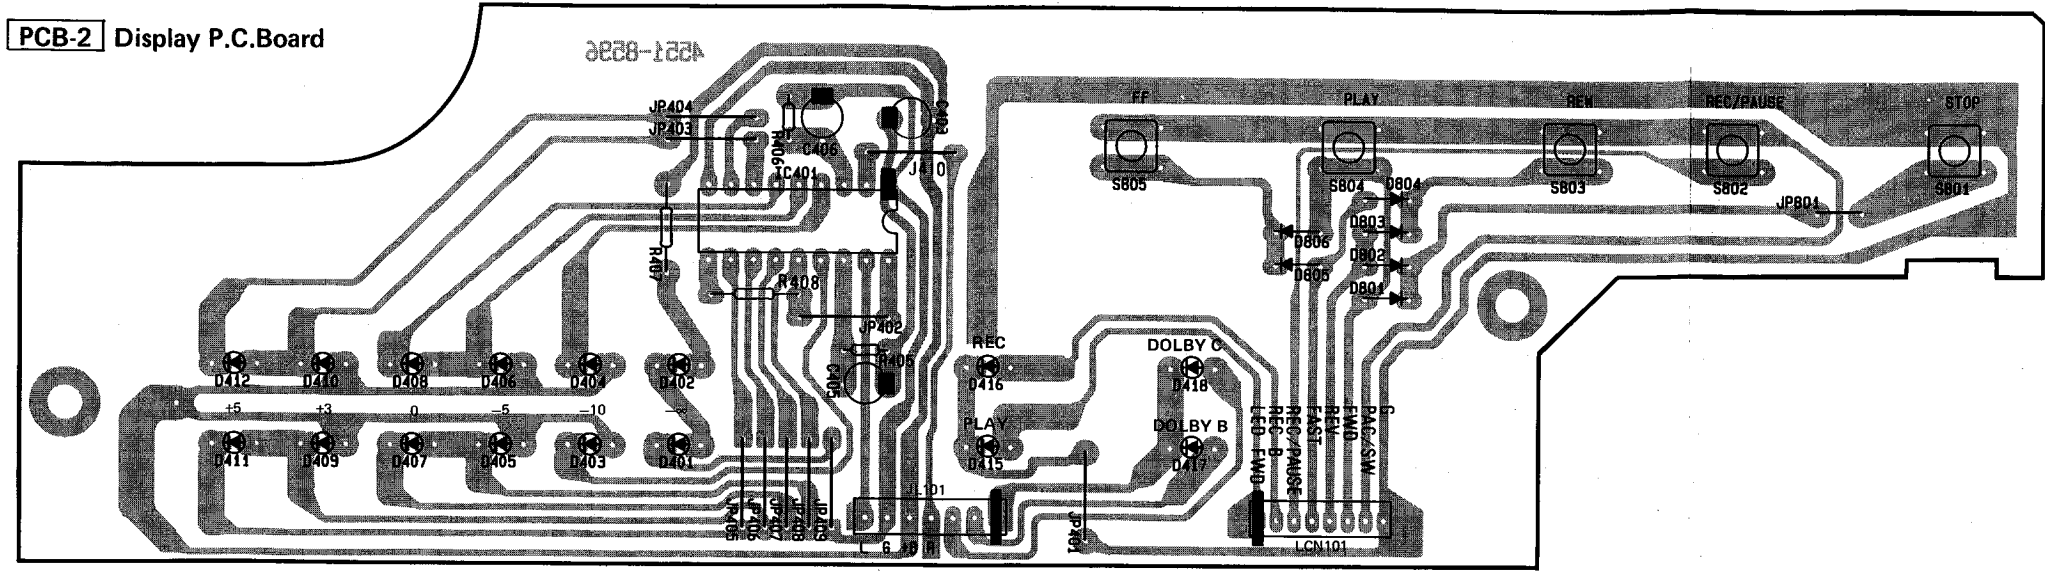 PCB-2 Display P.C.Board
4551-8596
FF PLAY REW REC/PAUSE STOP
JP404
JP403
R406
C406
C403
J410
IC401
S805 S804 S803 S802 S801
D804
JP801
D803
D806
D802
D805
D801
R407
R408
JP402
R405
C405
REC
DOLBY C
D412 D410 D408 D406 D404 D402
D416 D418
+5 +3 0 -5 -10 -∞
PLAY
DOLBY B
D411 D409 D407 D405 D403 D401
D415 D417
LED FWD
REC B
REC/PAUSE
FAST
REV
FWD
PAC/SW
G
JL101
JP405
JP406
JP407
JP408
JP409
JP401
L G +B R
LCN101